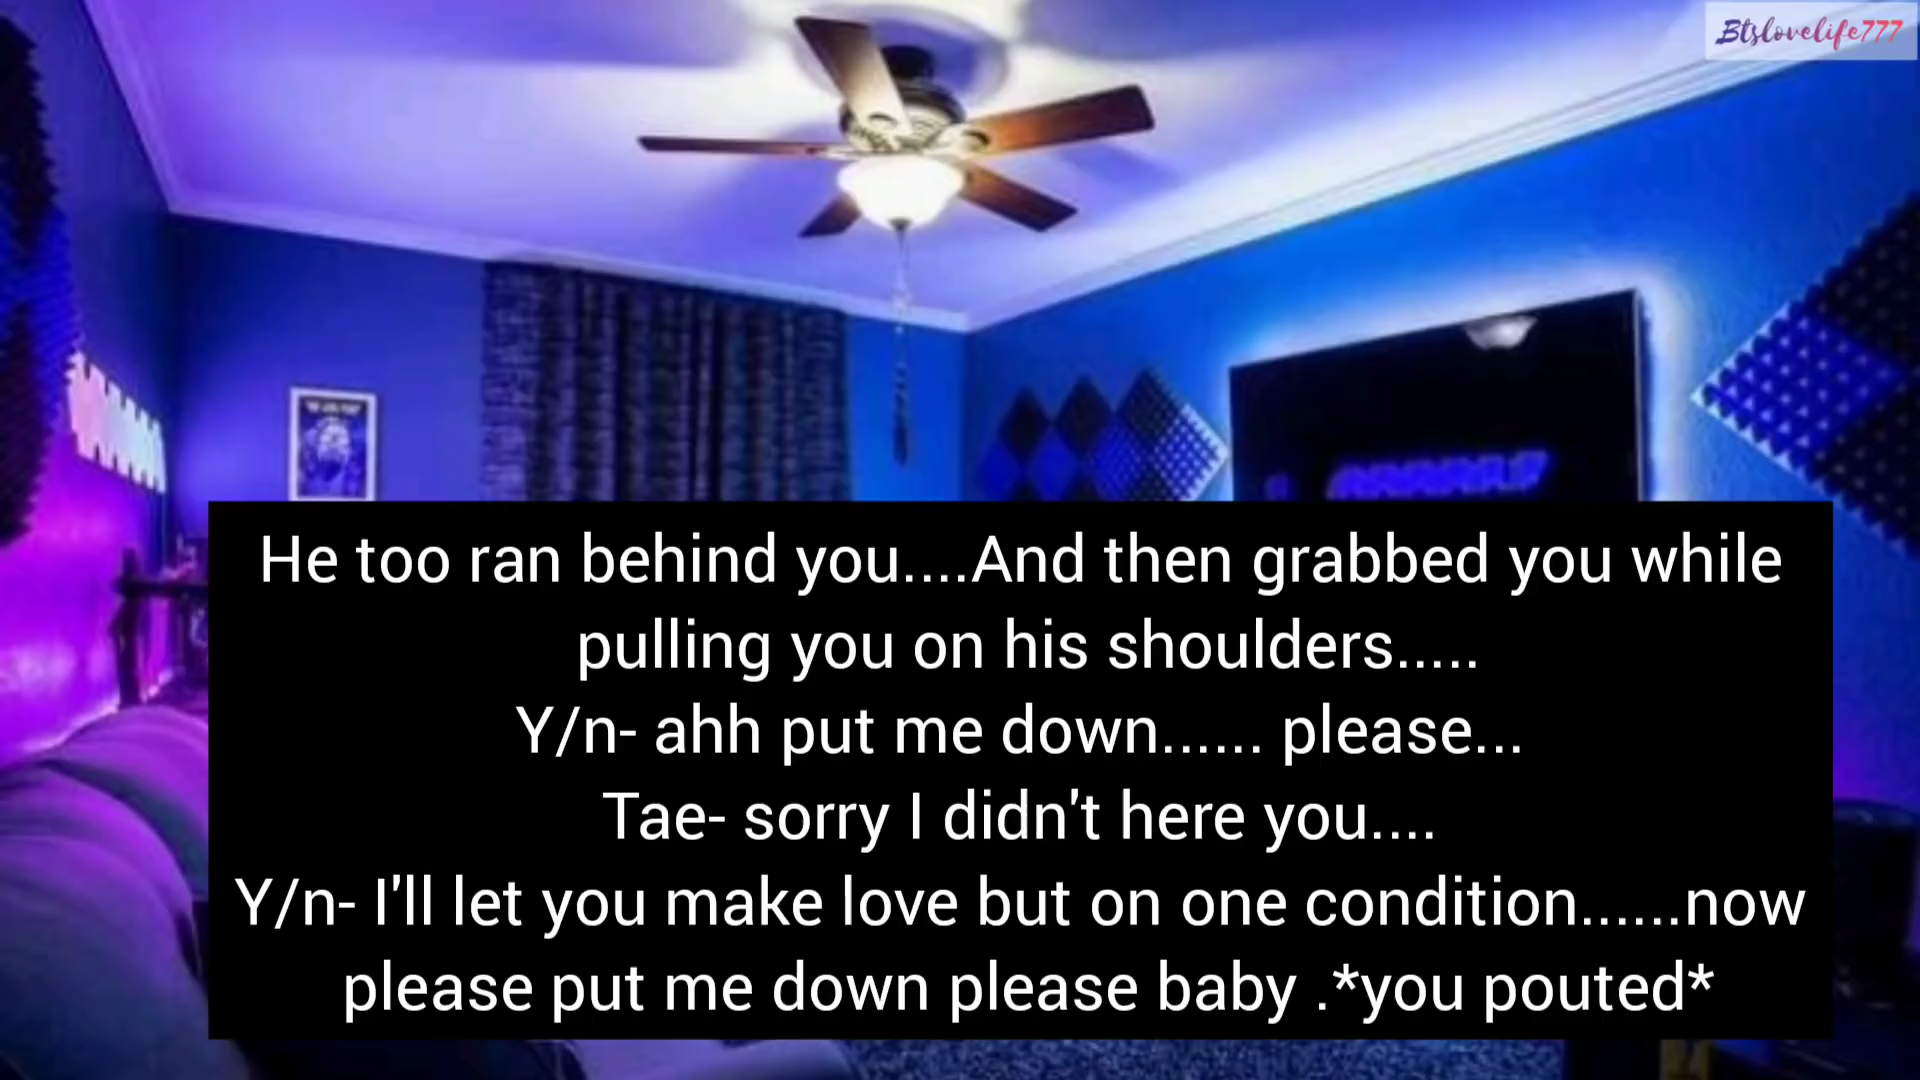 Btslovelife777
He too ran behind you....And then grabbed you while
pulling you on his shoulders.....
Y/n- ahh put me down...... please...
Tae- sorry I didn't here you....
Y/n- I'll let you make love but on one condition......now
please put me down please baby .*you pouted*